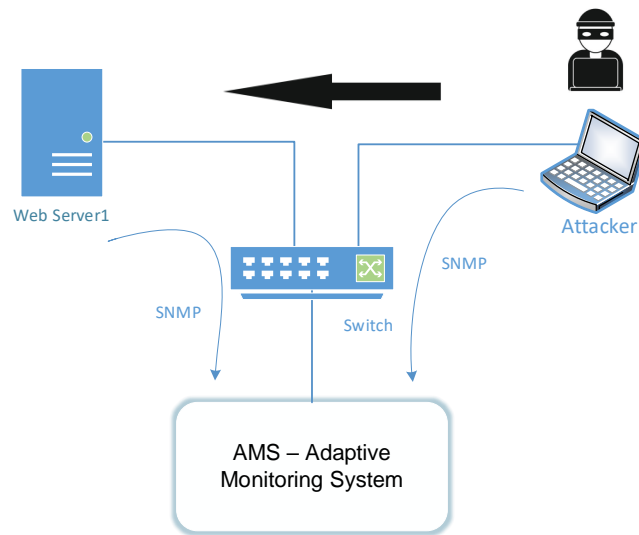 Web Server1
Attacker
SNMP
SNMP
Switch
AMS – Adaptive
Monitoring System